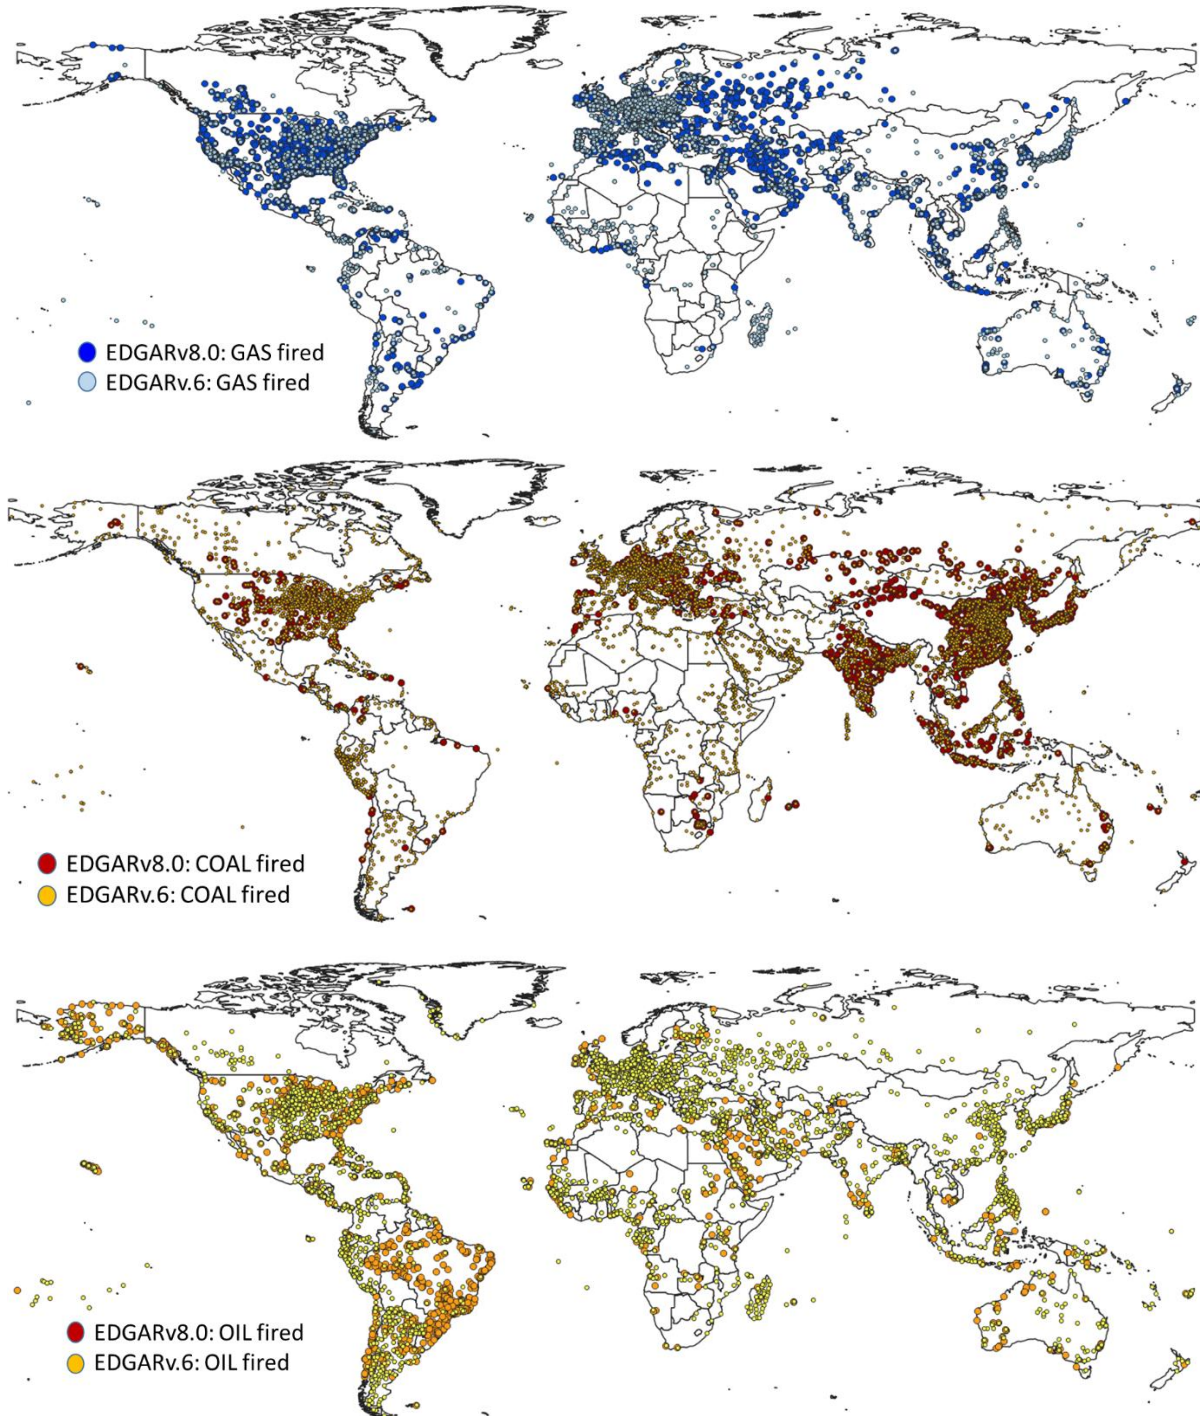 EDGARv8.0: GAS fired
EDGARv.6: GAS fired
EDGARv8.0: COAL fired
EDGARv.6: COAL fired
EDGARv8.0: OIL fired
EDGARv.6: OIL fired